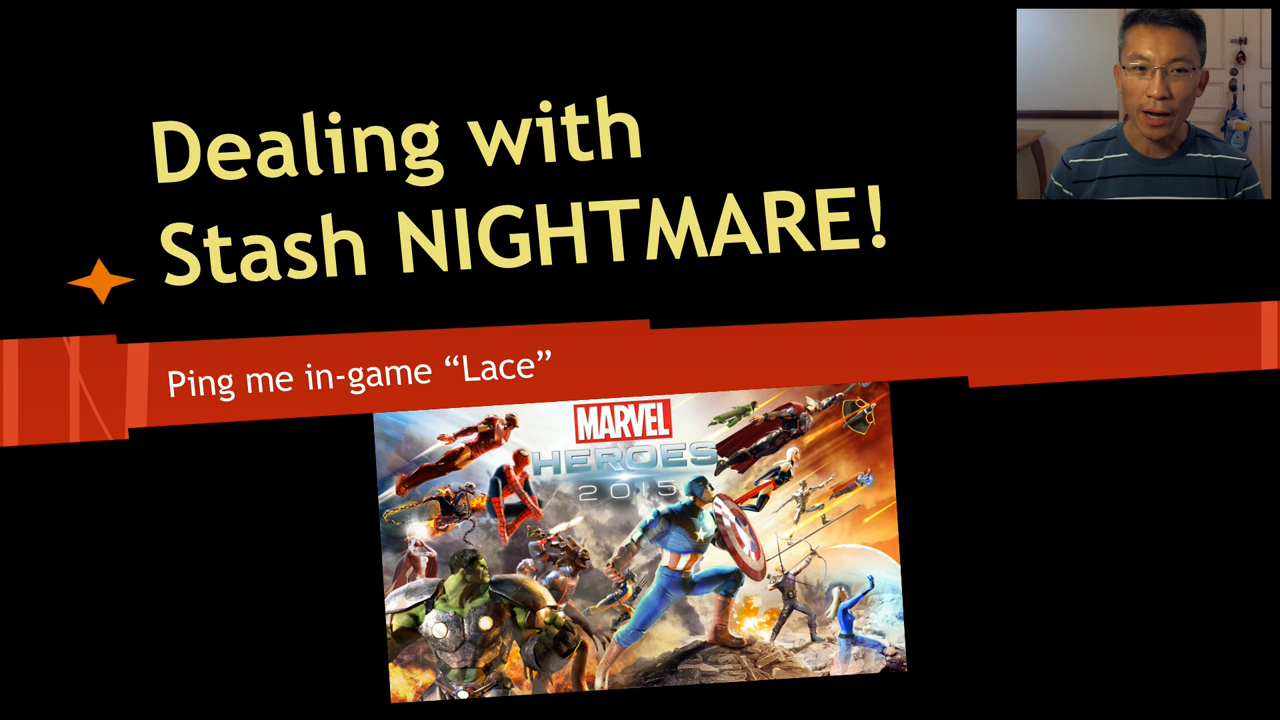 Dealing with
Stash NIGHTMARE!
Ping me in-game “Lace”
MARVEL
HEROES
2015